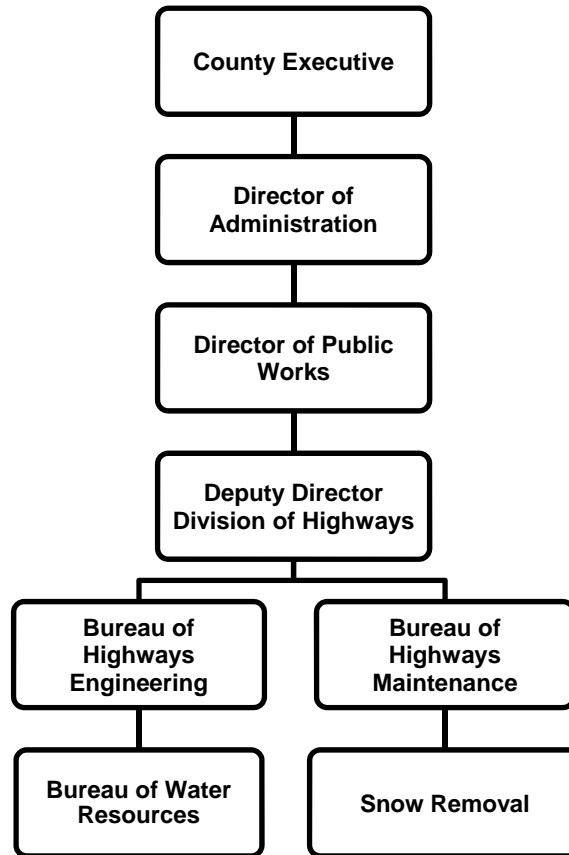 County Executive
Director of
Administration
Director of Public
Works
Deputy Director
Division of Highways
Bureau of
Highways
Engineering
Bureau of
Highways
Maintenance
Bureau of Water
Resources
Snow Removal